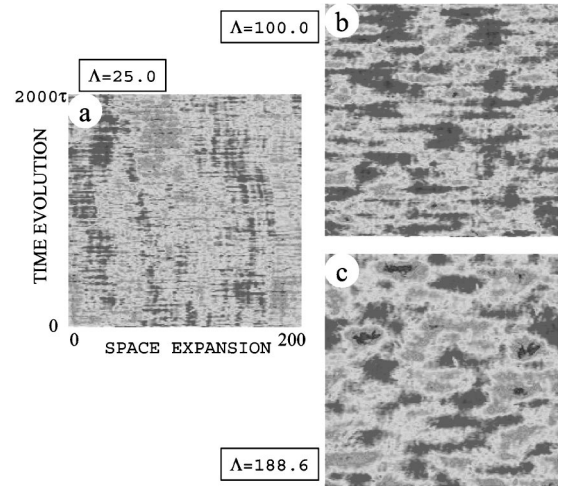 Λ=100.0
b
Λ=25.0
2000τ
a
TIME EVOLUTION
0
0 200
SPACE EXPANSION
c
Λ=188.6